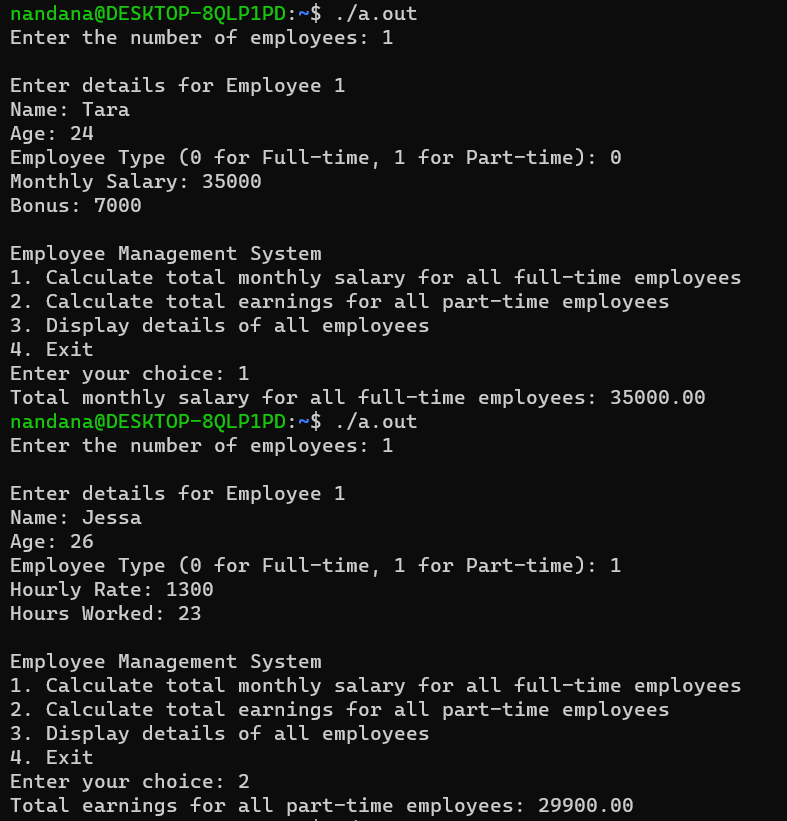 nandana@DESKTOP-8QLP1PD:~$ ./a.out
Enter the number of employees: 1
Enter details for Employee 1
Name: Tara
Age: 24
Employee Type (0 for Full-time, 1 for Part-time): 0
Monthly Salary: 35000
Bonus: 7000
Employee Management System
1. Calculate total monthly salary for all full-time employees
2. Calculate total earnings for all part-time employees
3. Display details of all employees
4. Exit
Enter your choice: 1
Total monthly salary for all full-time employees: 35000.00
nandana@DESKTOP-8QLP1PD:~$ ./a.out
Enter the number of employees: 1
Enter details for Employee 1
Name: Jessa
Age: 26
Employee Type (0 for Full-time, 1 for Part-time): 1
Hourly Rate: 1300
Hours Worked: 23
Employee Management System
1. Calculate total monthly salary for all full-time employees
2. Calculate total earnings for all part-time employees
3. Display details of all employees
4. Exit
Enter your choice: 2
Total earnings for all part-time employees: 29900.00